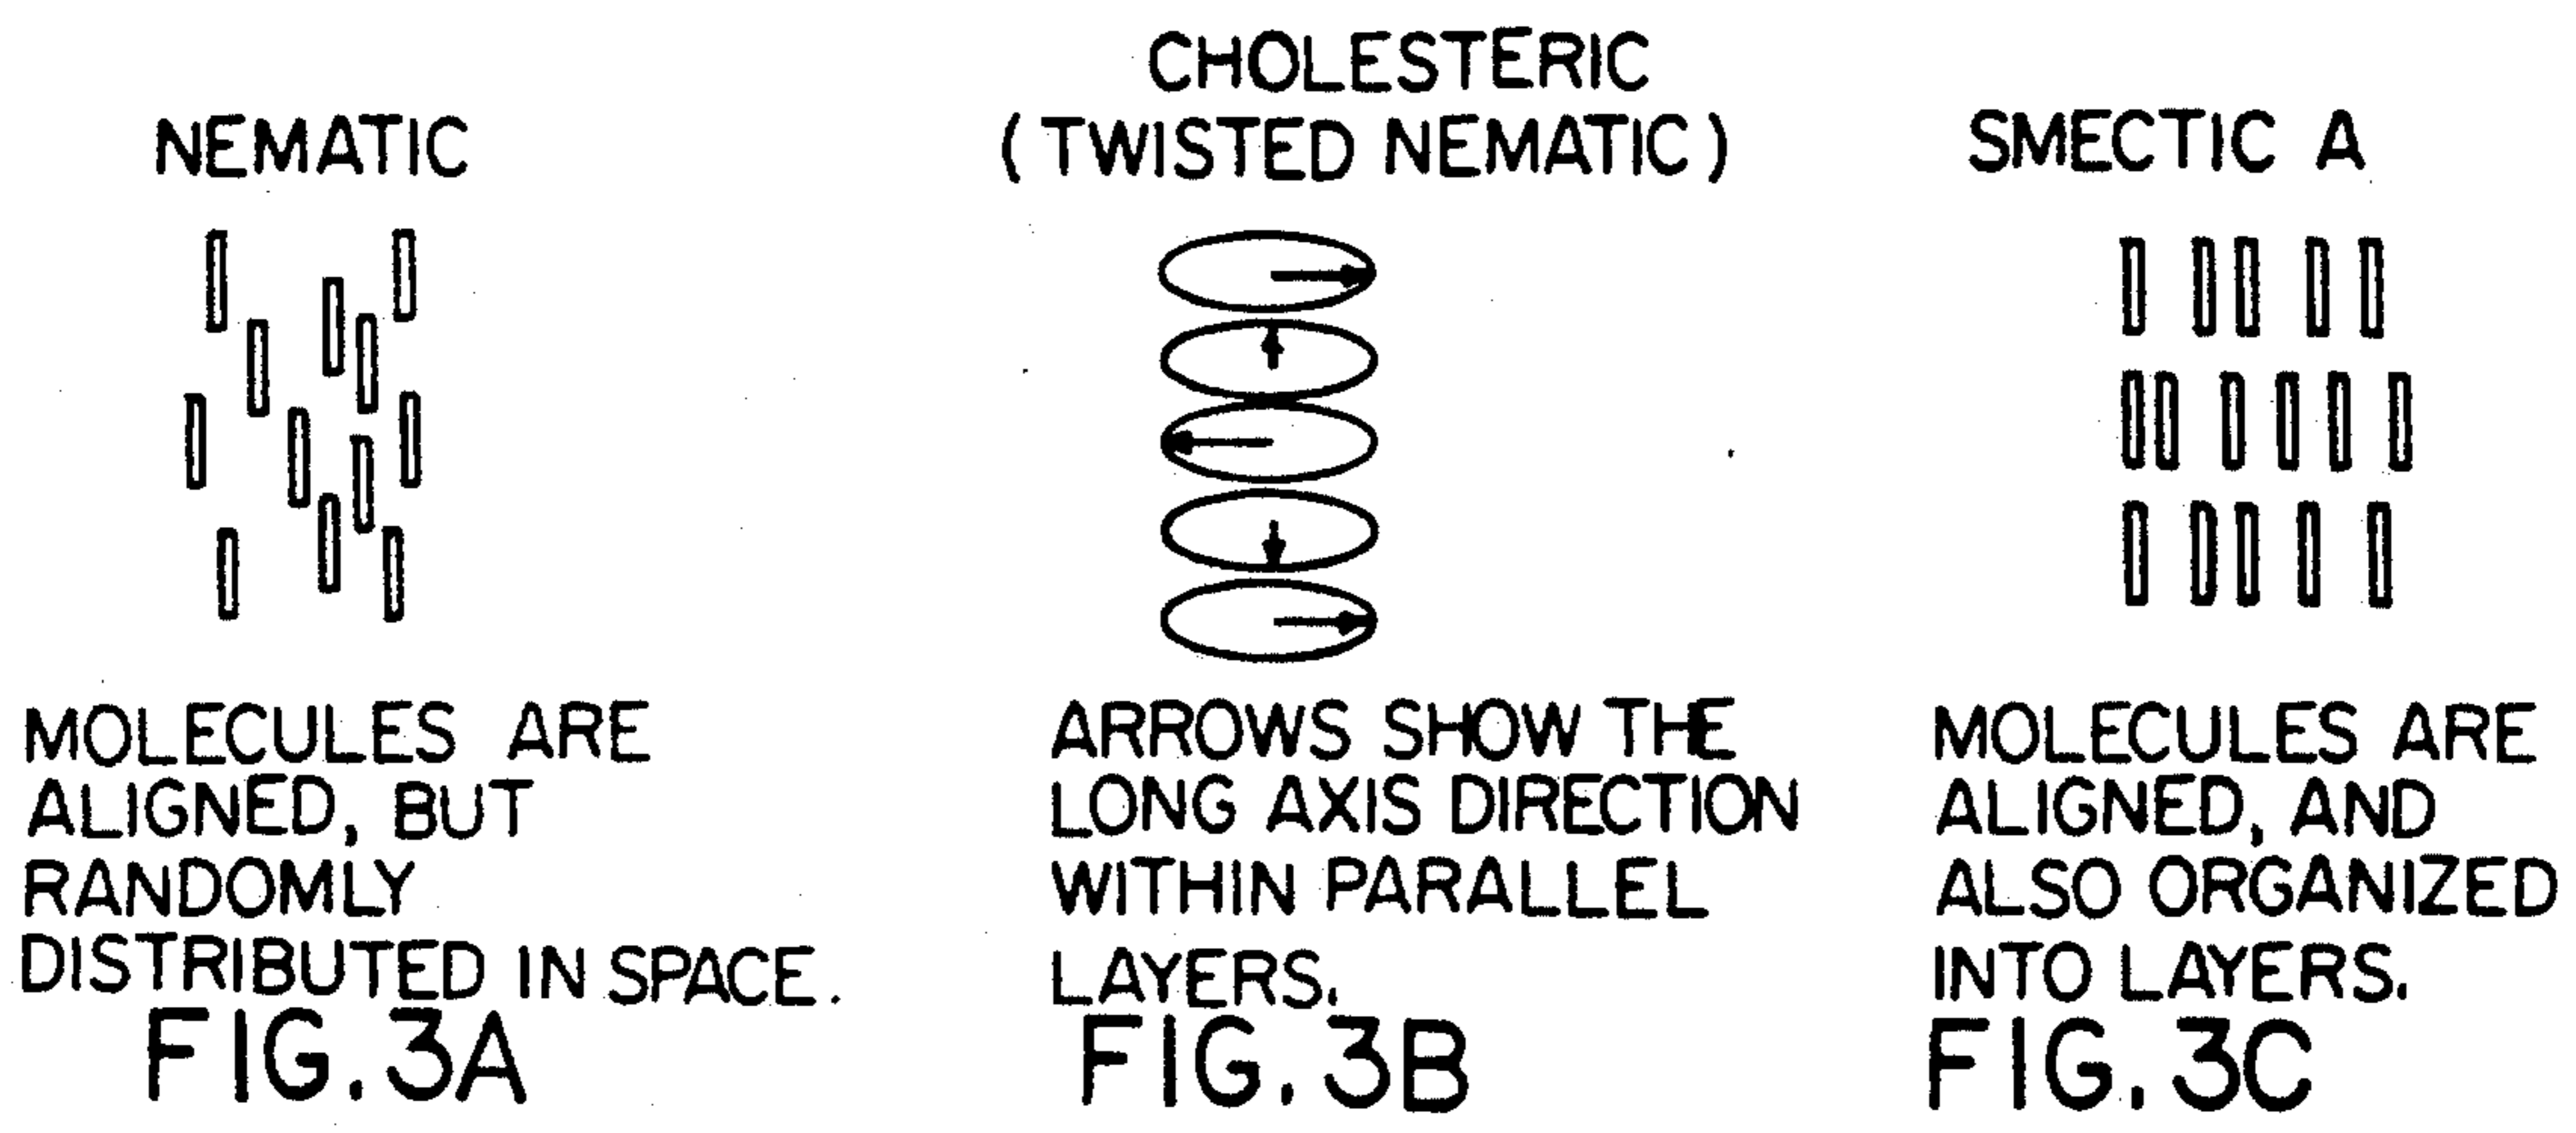 NEMATIC
MOLECULES ARE
ALIGNED, BUT
RANDOMLY
DISTRIBUTED IN SPACE.
FIG. 3A
CHOLESTERIC
(TWISTED NEMATIC)
ARROWS SHOW THE
LONG AXIS DIRECTION
WITHIN PARALLEL
LAYERS.
FIG. 3B
SMECTIC A
MOLECULES ARE
ALIGNED, AND
ALSO ORGANIZED
INTO LAYERS.
FIG. 3C